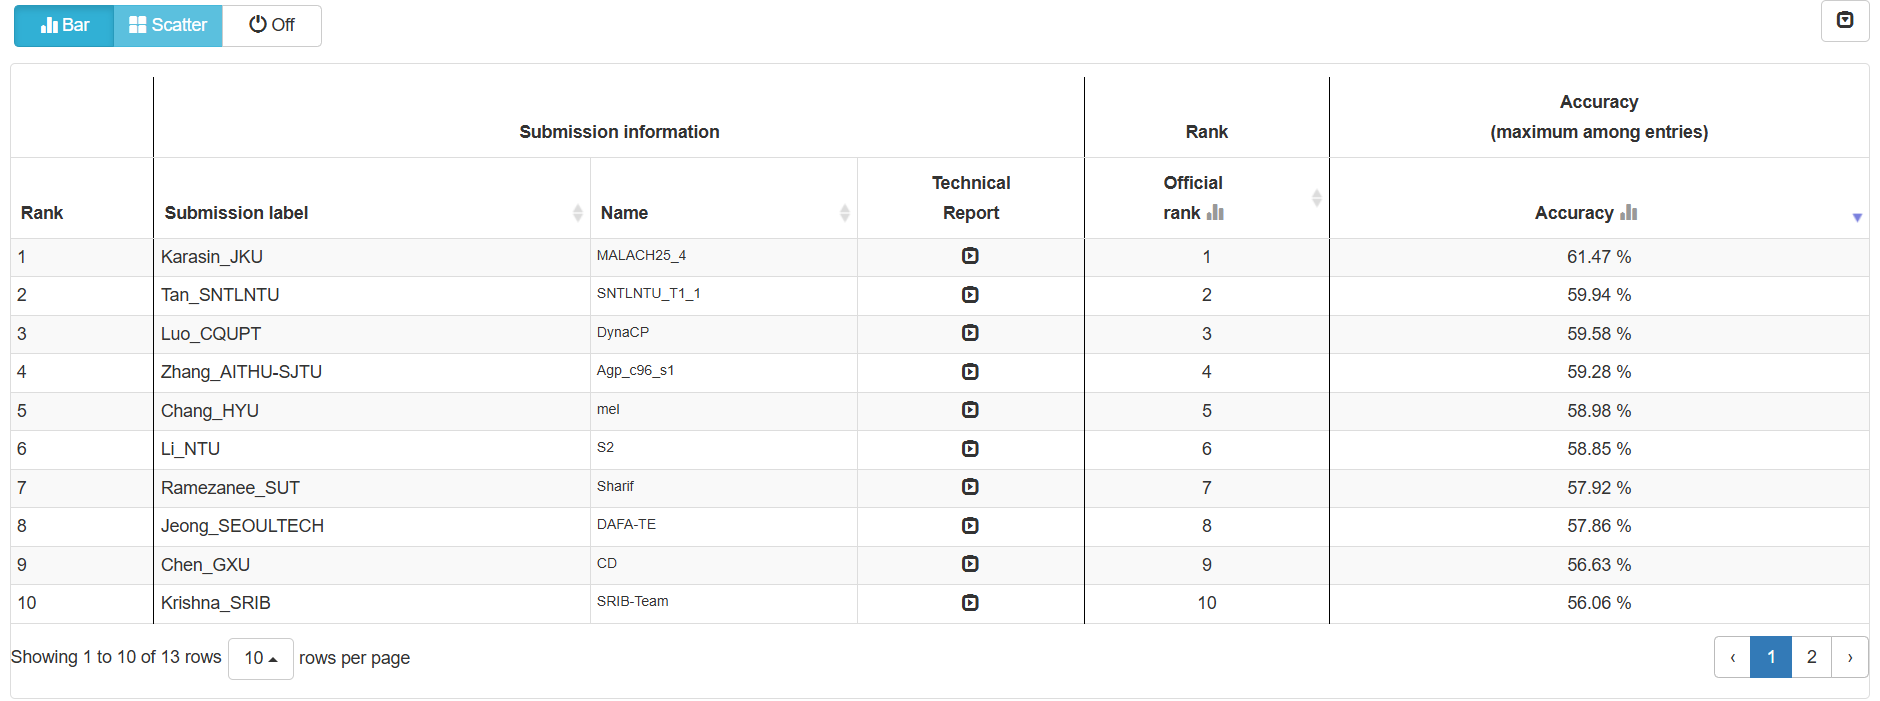 Bar Scatter Off
Accuracy
Submission information Rank (maximum among entries)
Technical Official
Rank Submission label Name Report rank Accuracy
1 Karasin_JKU MALACH25_4 1 61.47 %
2 Tan_SNTLNTU SNTLNTU_T1_1 2 59.94 %
3 Luo_CQUPT DynaCP 3 59.58 %
4 Zhang_AITHU-SJTU Agp_c96_s1 4 59.28 %
5 Chang_HYU mel 5 58.98 %
6 Li_NTU S2 6 58.85 %
7 Ramezanee_SUT Sharif 7 57.92 %
8 Jeong_SEOULTECH DAFA-TE 8 57.86 %
9 Chen_GXU CD 9 56.63 %
10 Krishna_SRIB SRIB-Team 10 56.06 %
Showing 1 to 10 of 13 rows 10 rows per page ‹ 1 2 ›